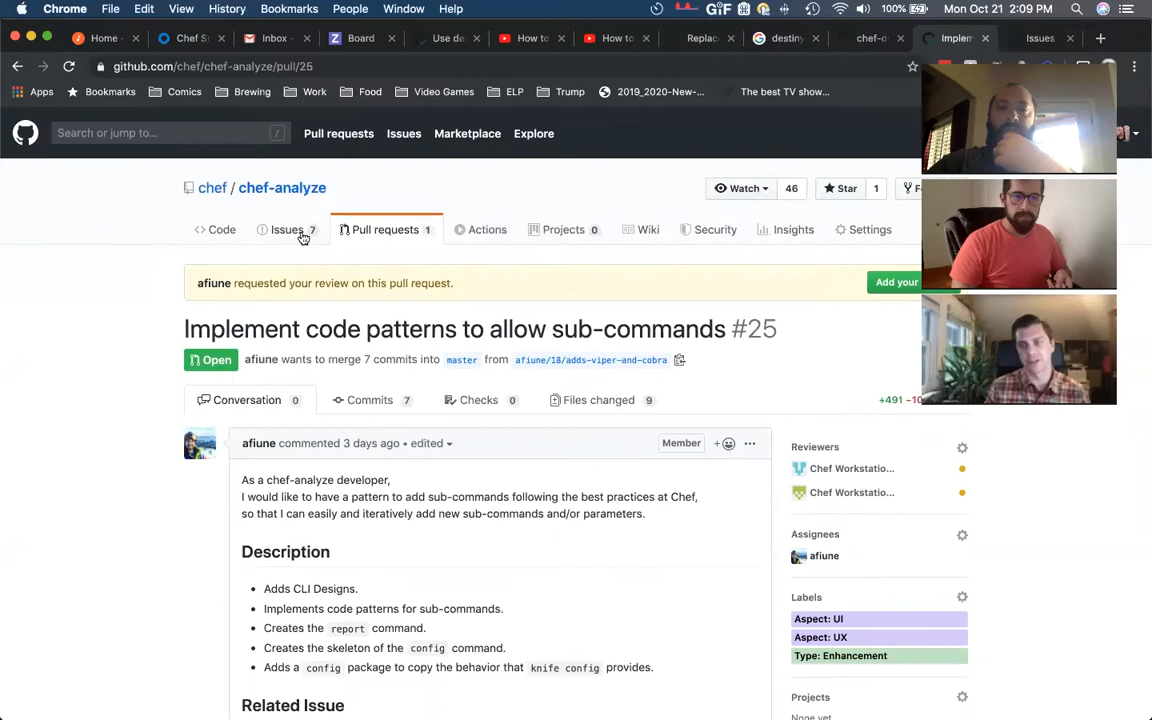 Chrome File Edit View History Bookmarks People Window Help GIF 100% Mon Oct 21 2:09 PM
Home - Chef S Inbox - Board Use de How to How to Replac destiny chef-o Implem Issues
github.com/chef/chef-analyze/pull/25
Apps Bookmarks Comics Brewing Work Food Video Games ELP Trump 2019_2020-New-... The best TV show...
Search or jump to... / Pull requests Issues Marketplace Explore
chef / chef-analyze Watch 46 Star 1
Code Issues 7 Pull requests 1 Actions Projects 0 Wiki Security Insights Settings
afiune requested your review on this pull request. Add your
Implement code patterns to allow sub-commands #25
Open afiune wants to merge 7 commits into master from afiune/18/adds-viper-and-cobra
Conversation 0 Commits 7 Checks 0 Files changed 9 +491
afiune commented 3 days ago • edited Member
As a chef-analyze developer,
I would like to have a pattern to add sub-commands following the best practices at Chef,
so that I can easily and iteratively add new sub-commands and/or parameters.
Description
• Adds CLI Designs.
• Implements code patterns for sub-commands.
• Creates the report command.
• Creates the skeleton of the config command.
• Adds a config package to copy the behavior that knife config provides.
Related Issue
Reviewers
Chef Workstatio...
Chef Workstatio...
Assignees
afiune
Labels
Aspect: UI
Aspect: UX
Type: Enhancement
Projects
None yet